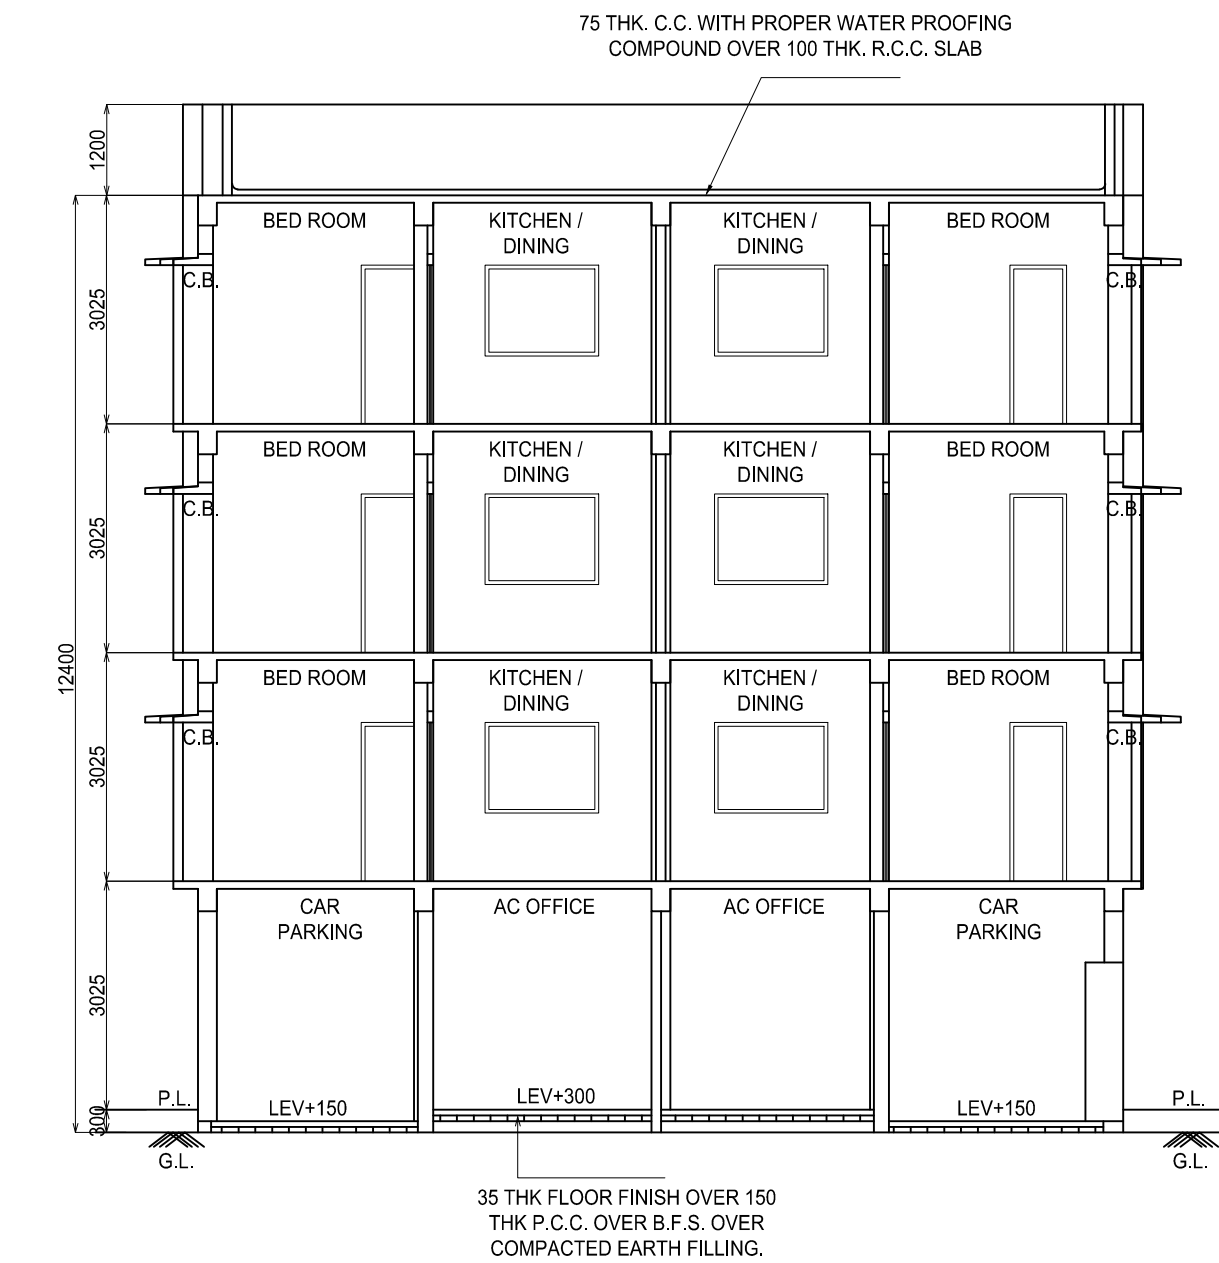 75 THK. C.C. WITH PROPER WATER PROOFING
COMPOUND OVER 100 THK. R.C.C. SLAB
1200
BED ROOM
KITCHEN /
DINING
KITCHEN /
DINING
BED ROOM
C.B.
C.B.
3025
BED ROOM
KITCHEN /
DINING
KITCHEN /
DINING
BED ROOM
C.B.
C.B.
3025
12400
BED ROOM
KITCHEN /
DINING
KITCHEN /
DINING
BED ROOM
C.B.
C.B.
3025
CAR
PARKING
AC OFFICE
AC OFFICE
CAR
PARKING
3025
P.L.
LEV+150
LEV+300
LEV+150
P.L.
300
G.L.
G.L.
35 THK FLOOR FINISH OVER 150
THK P.C.C. OVER B.F.S. OVER
COMPACTED EARTH FILLING.